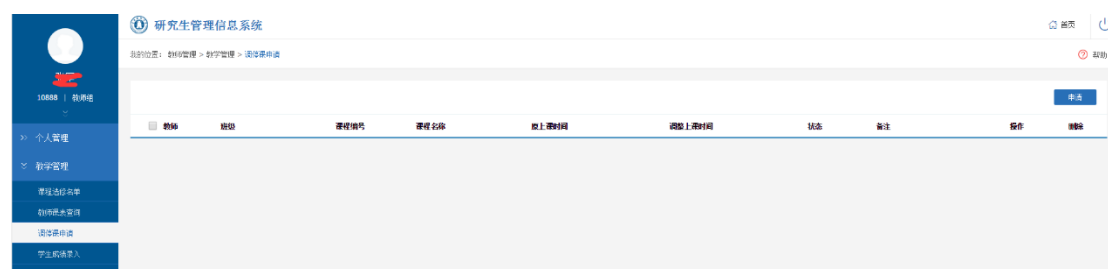 研究生管理信息系统
首页
我的位置： 教师管理 > 教学管理 > 调停课申请
帮助
10888 | 教师组
申请
教师 班级 课程编号 课程名称 原上课时间 调整上课时间 状态 备注 操作 删除
个人管理
教学管理
课程选修名单
教师课表查询
调停课申请
学生成绩录入